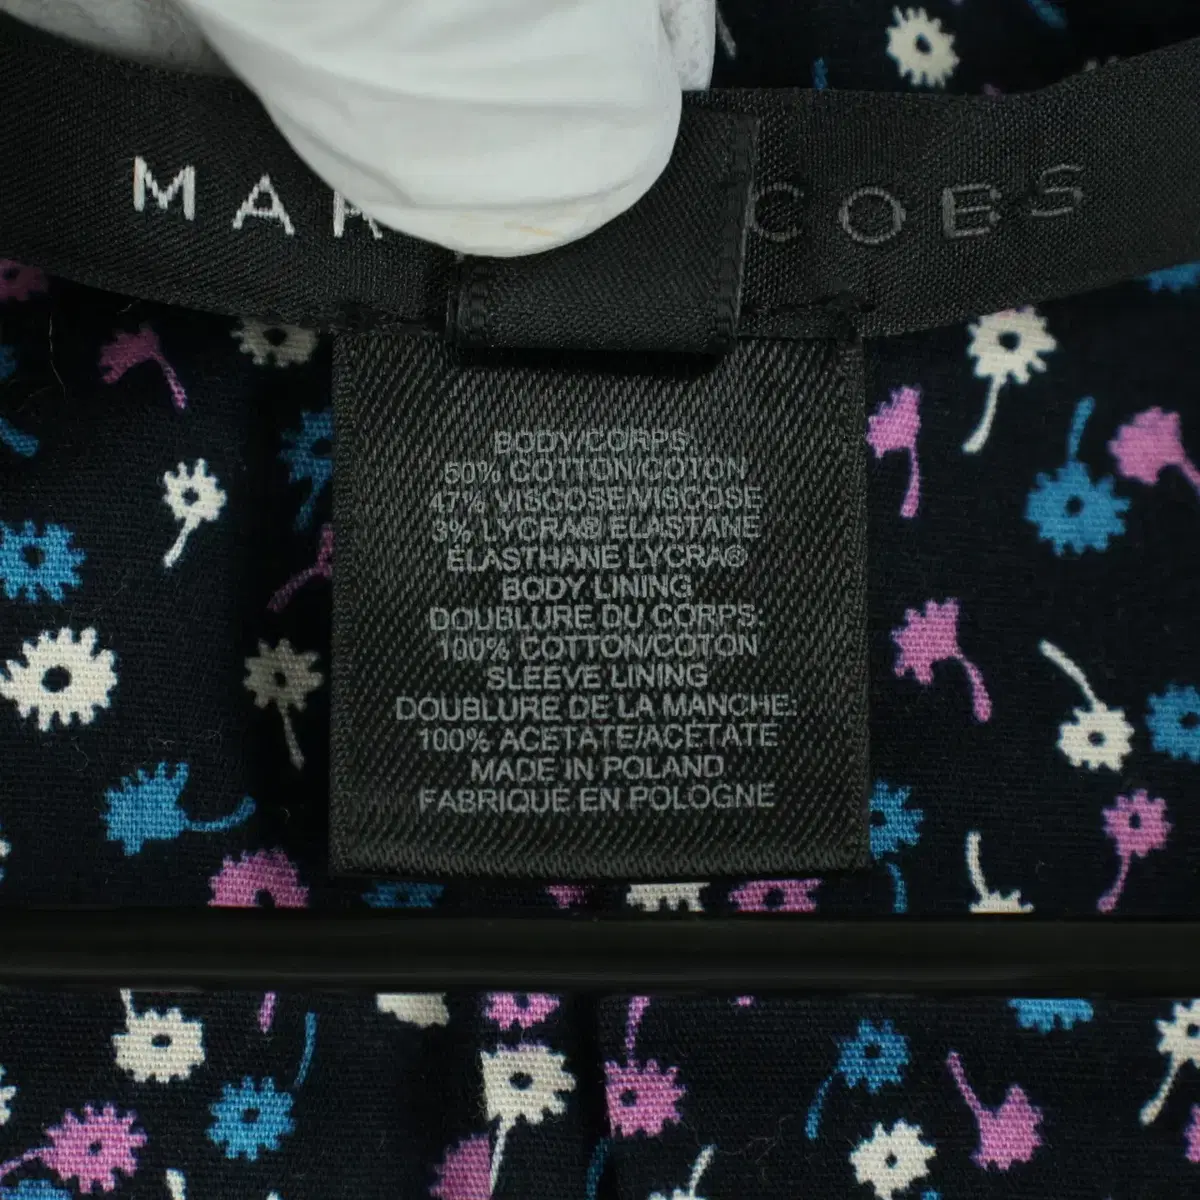 MAR COBS
BODY/CORPS:
50% COTTON/COTON
47% VISCOSE/VISCOSE
3% LYCRA® ELASTANE
ÉLASTHANE LYCRA®
BODY LINING
DOUBLURE DU CORPS:
100% COTTON/COTON
SLEEVE LINING
DOUBLURE DE LA MANCHE:
100% ACETATE/ACÉTATE
MADE IN POLAND
FABRIQUÉ EN POLOGNE